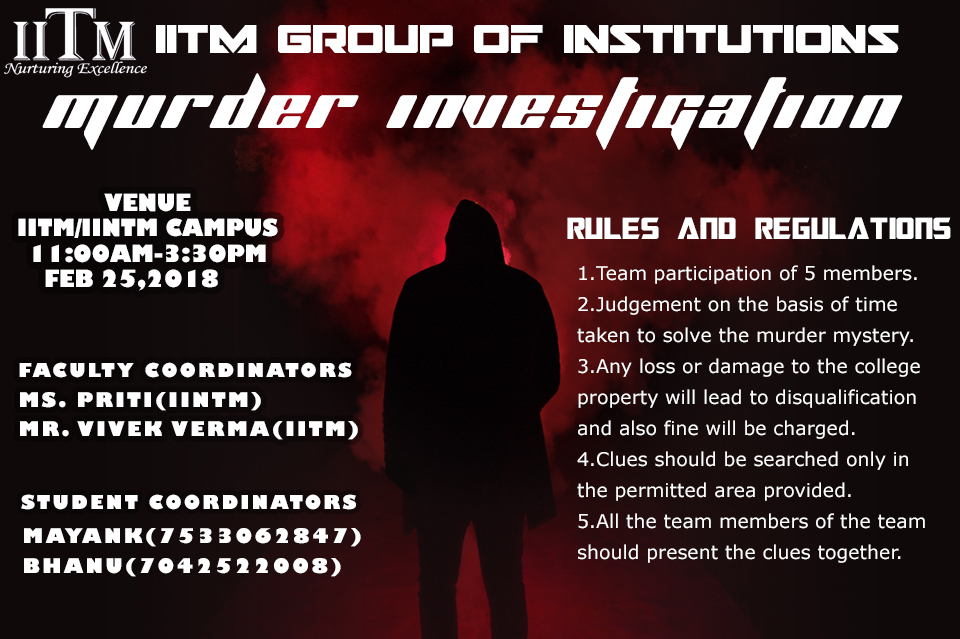 IITM
Nurturing Excellence
IITM GROUP OF INSTITUTIONS
murder investigation
VENUE
IITM/IINTM CAMPUS
11:00AM-3:30PM
FEB 25,2018
FACULTY COORDINATORS
MS. PRITI(IINTM)
MR. VIVEK VERMA(IITM)
STUDENT COORDINATORS
MAYANK(7533062847)
BHANU(7042522008)
RULES AND REGULATIONS
1.Team participation of 5 members.
2.Judgement on the basis of time
taken to solve the murder mystery.
3.Any loss or damage to the college
property will lead to disqualification
and also fine will be charged.
4.Clues should be searched only in
the permitted area provided.
5.All the team members of the team
should present the clues together.